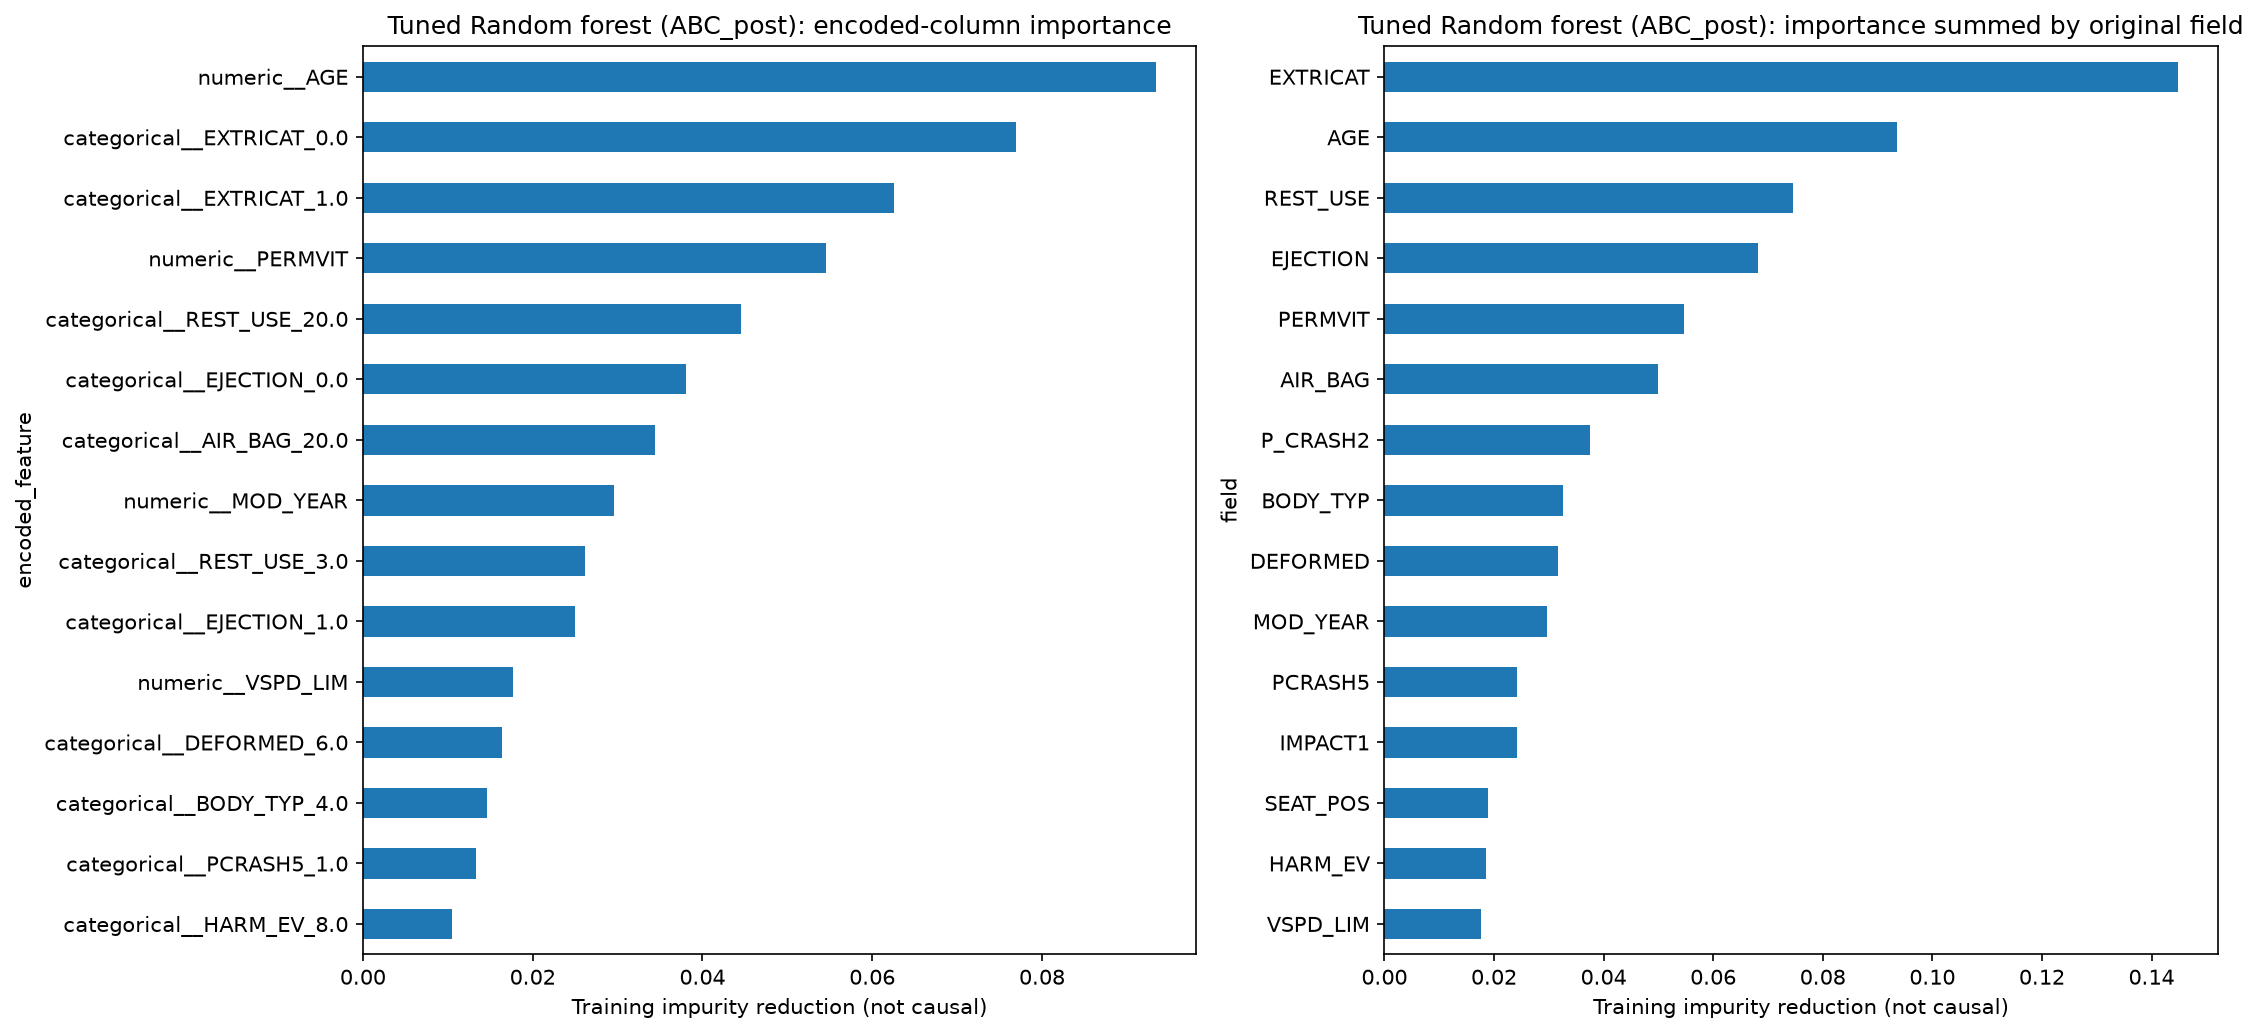 Tuned Random forest (ABC_post): encoded-column importance
encoded_feature
numeric__AGE
categorical__EXTRICAT_0.0
categorical__EXTRICAT_1.0
numeric__PERMVIT
categorical__REST_USE_20.0
categorical__EJECTION_0.0
categorical__AIR_BAG_20.0
numeric__MOD_YEAR
categorical__REST_USE_3.0
categorical__EJECTION_1.0
numeric__VSPD_LIM
categorical__DEFORMED_6.0
categorical__BODY_TYP_4.0
categorical__PCRASH5_1.0
categorical__HARM_EV_8.0
0.00 0.02 0.04 0.06 0.08
Training impurity reduction (not causal)
Tuned Random forest (ABC_post): importance summed by original field
field
EXTRICAT
AGE
REST_USE
EJECTION
PERMVIT
AIR_BAG
P_CRASH2
BODY_TYP
DEFORMED
MOD_YEAR
PCRASH5
IMPACT1
SEAT_POS
HARM_EV
VSPD_LIM
0.00 0.02 0.04 0.06 0.08 0.10 0.12 0.14
Training impurity reduction (not causal)